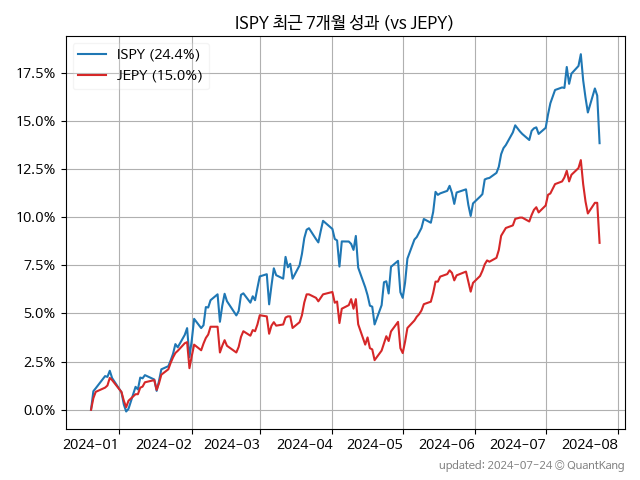 ISPY 최근 7개월 성과 (vs JEPY)
ISPY (24.4%)
JEPY (15.0%)
17.5%
15.0%
12.5%
10.0%
7.5%
5.0%
2.5%
0.0%
2024-01 2024-02 2024-03 2024-04 2024-05 2024-06 2024-07 2024-08
updated: 2024-07-24 © QuantKang